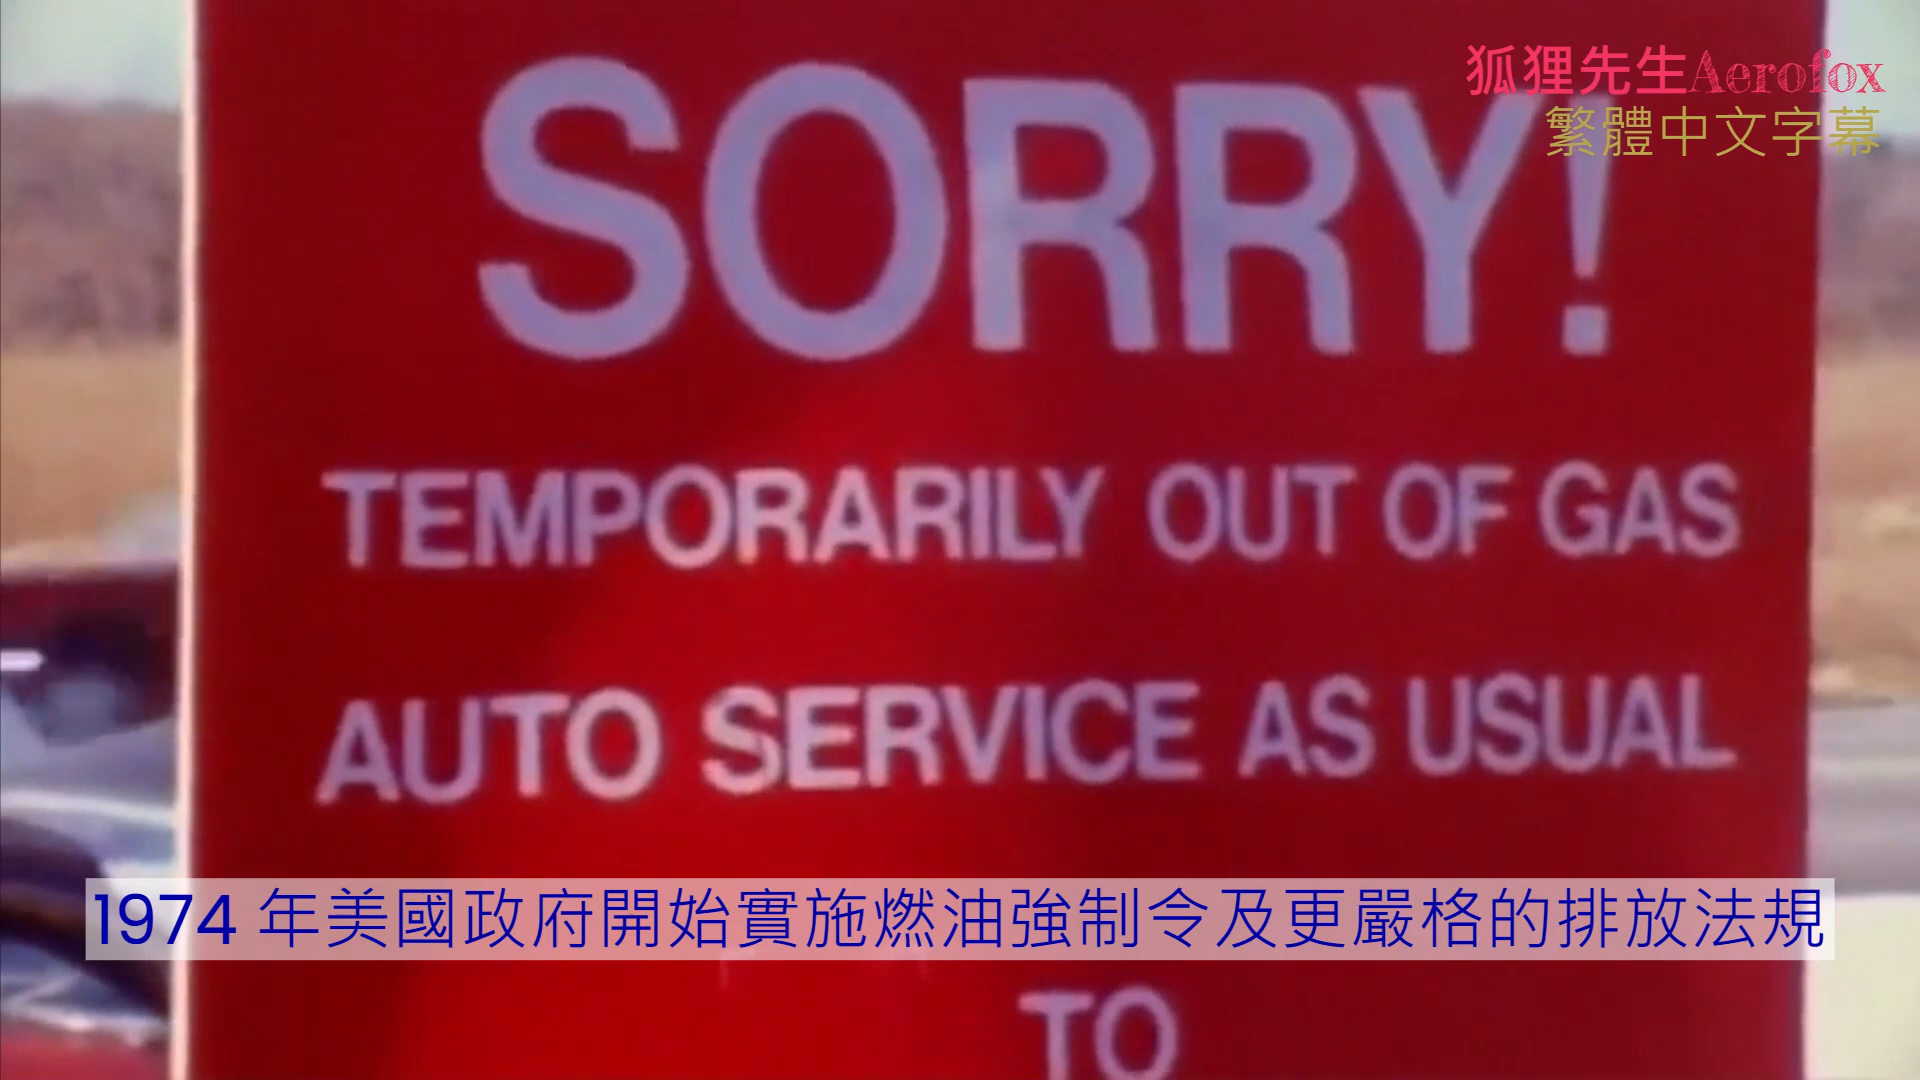 狐狸先生Aerofox
繁體中文字幕
SORRY!
TEMPORARILY OUT OF GAS
AUTO SERVICE AS USUAL
1974 年美國政府開始實施燃油強制令及更嚴格的排放法規
TO